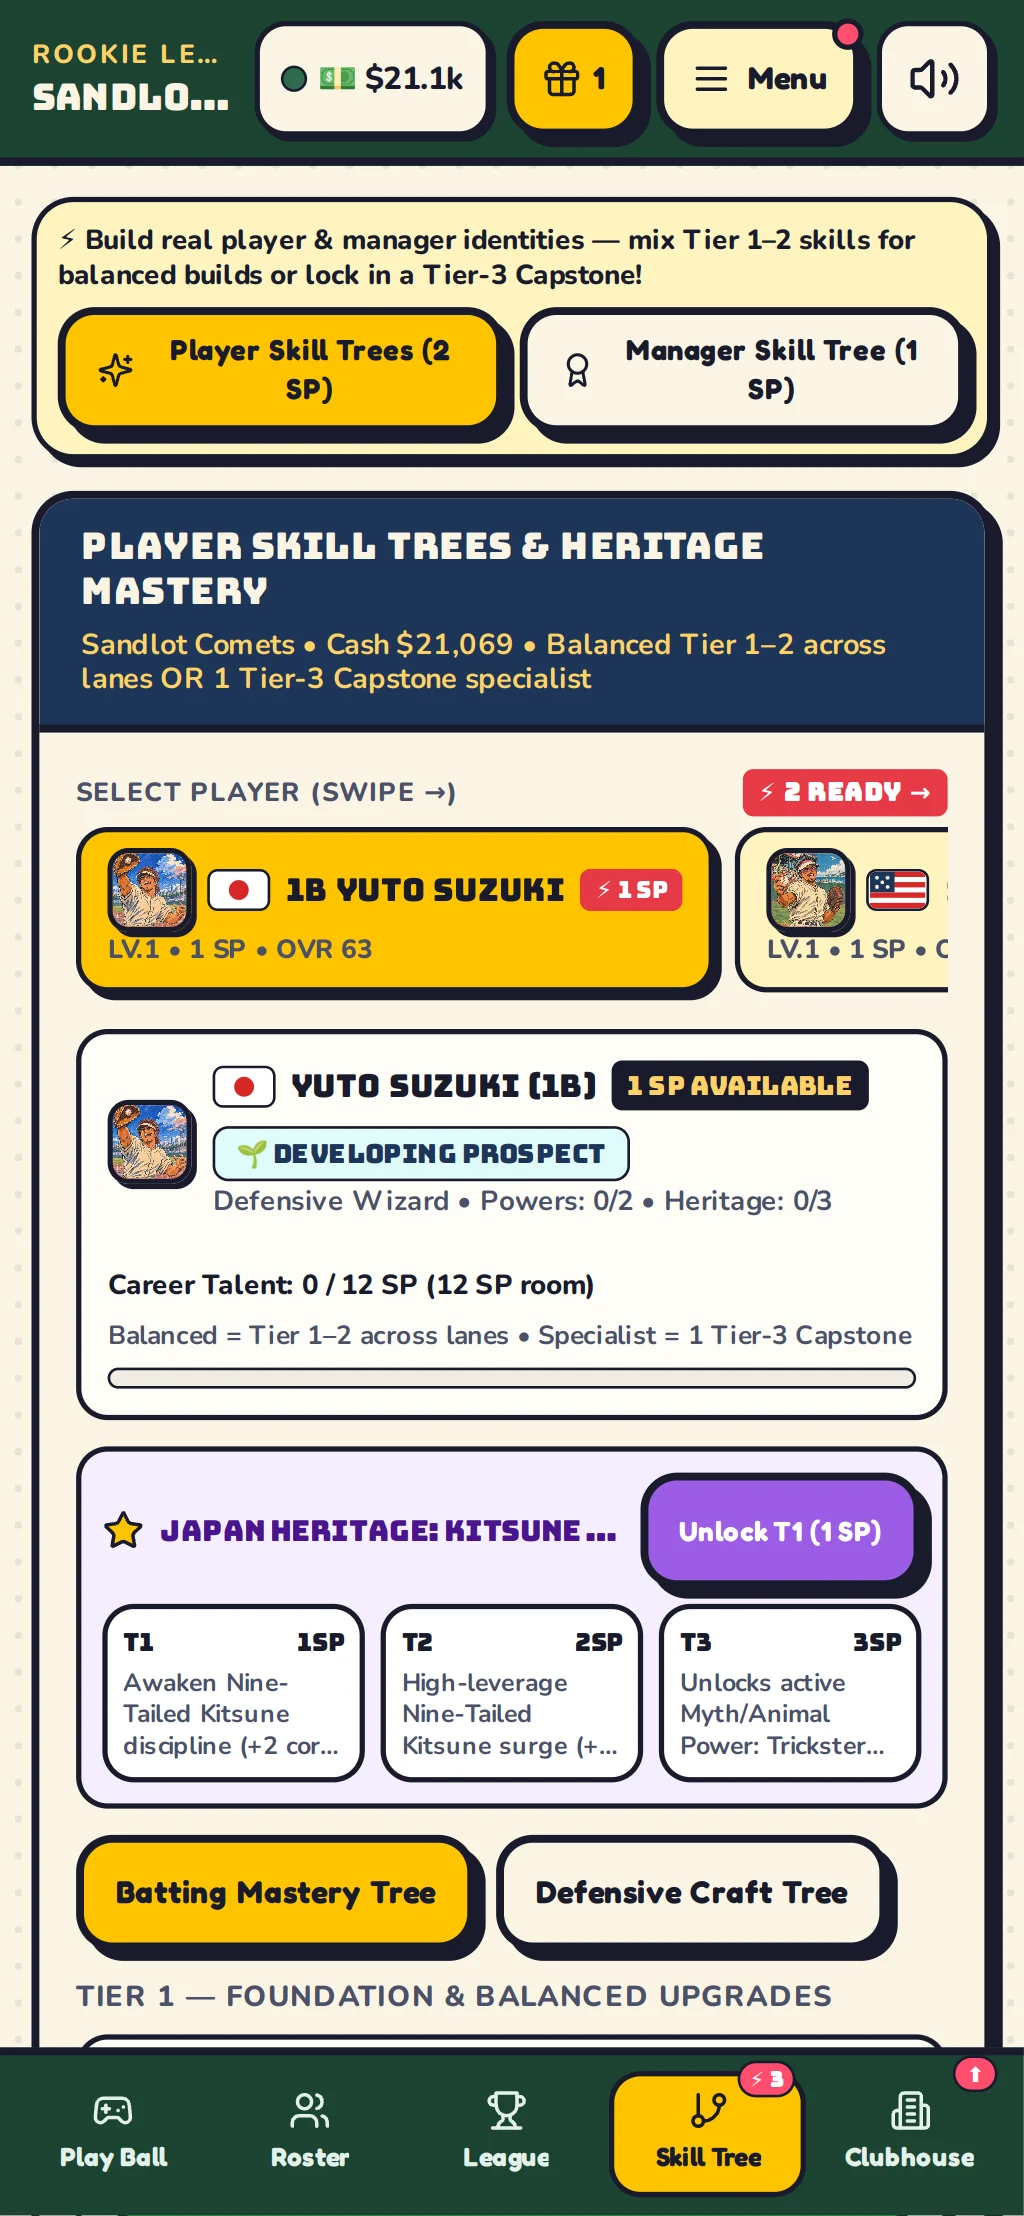 ROOKIE LE...
SANDLO...
$21.1k
1
Menu
⚡ Build real player & manager identities — mix Tier 1–2 skills for
balanced builds or lock in a Tier-3 Capstone!
Player Skill Trees (2
SP)
Manager Skill Tree (1
SP)
PLAYER SKILL TREES & HERITAGE
MASTERY
Sandlot Comets • Cash $21,069 • Balanced Tier 1–2 across
lanes OR 1 Tier-3 Capstone specialist
SELECT PLAYER (SWIPE →)
⚡ 2 READY →
1B YUTO SUZUKI
⚡ 1 SP
LV.1 • 1 SP • OVR 63
LV.1 • 1 SP •
YUTO SUZUKI (1B)
1 SP AVAILABLE
DEVELOPING PROSPECT
Defensive Wizard • Powers: 0/2 • Heritage: 0/3
Career Talent: 0 / 12 SP (12 SP room)
Balanced = Tier 1–2 across lanes • Specialist = 1 Tier-3 Capstone
JAPAN HERITAGE: KITSUNE ...
Unlock T1 (1 SP)
T1 1SP
Awaken Nine-
Tailed Kitsune
discipline (+2 cor...
T2 2SP
High-leverage
Nine-Tailed
Kitsune surge (+...
T3 3SP
Unlocks active
Myth/Animal
Power: Trickster...
Batting Mastery Tree
Defensive Craft Tree
TIER 1 — FOUNDATION & BALANCED UPGRADES
Play Ball
Roster
League
⚡ 3
Skill Tree
⬆
Clubhouse